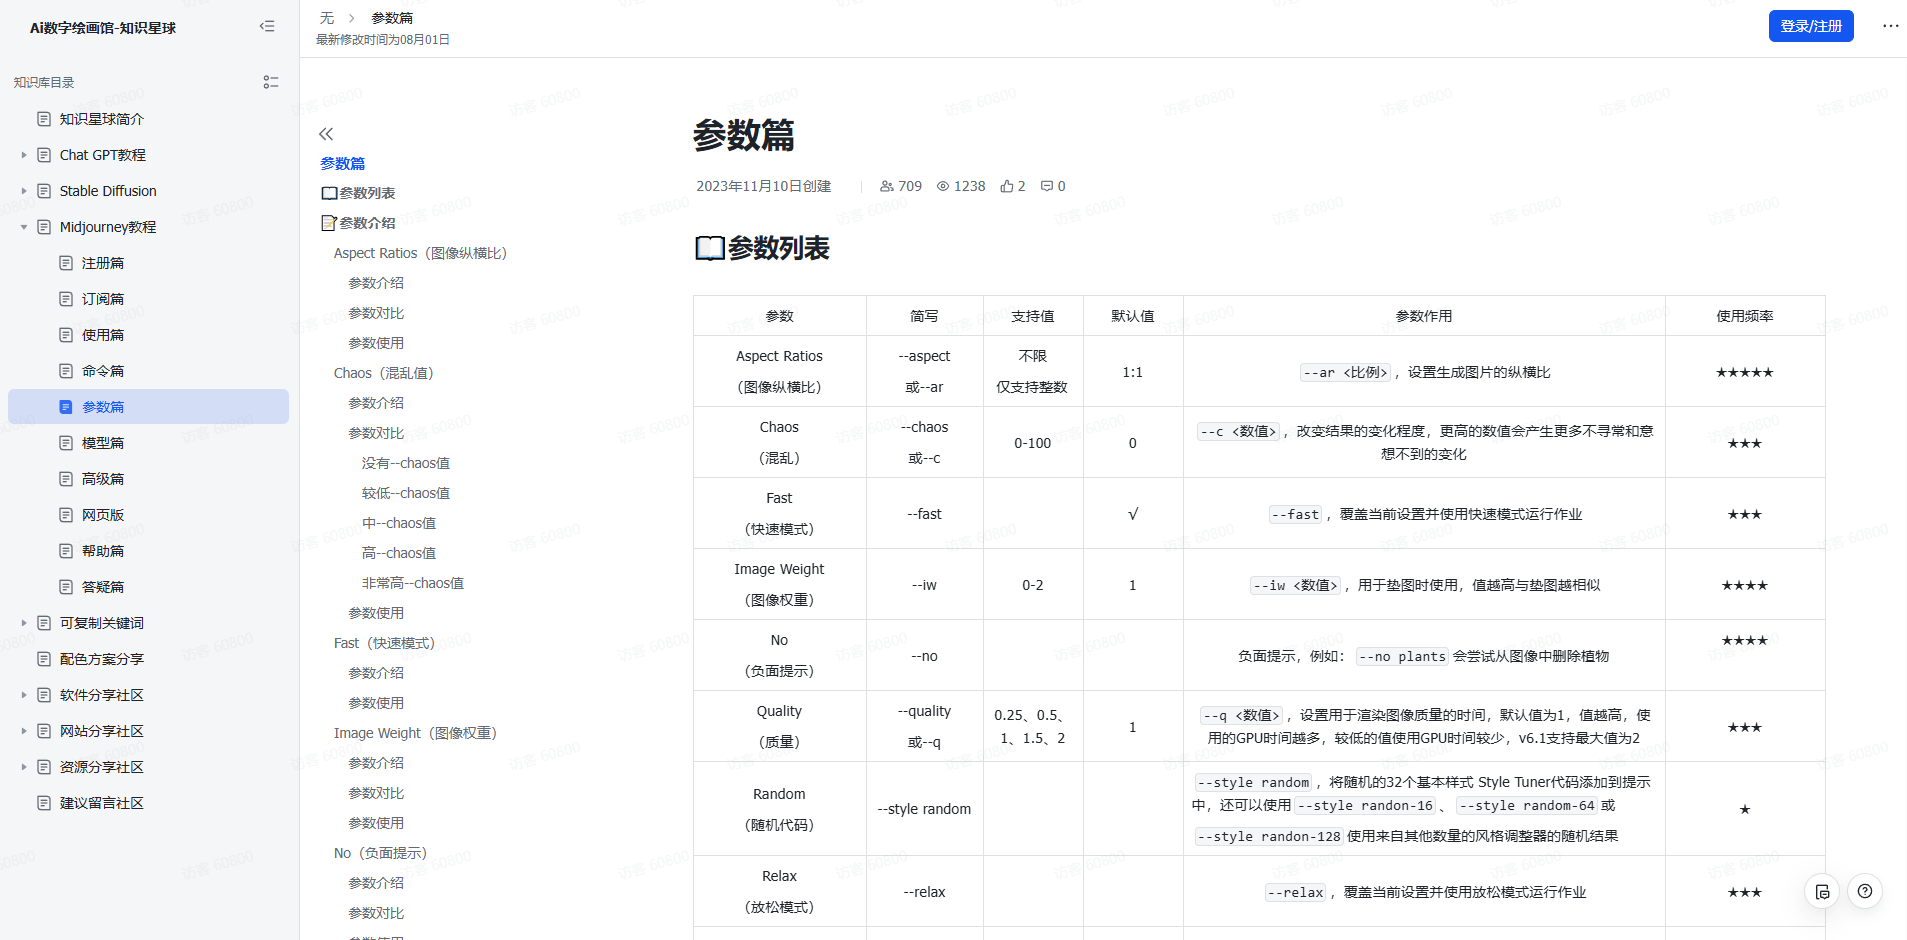 Ai数字绘画馆-知识星球
知识库目录
知识星球简介
Chat GPT教程
Stable Diffusion
Midjourney教程
注册篇
订阅篇
使用篇
命令篇
参数篇
模型篇
高级篇
网页版
帮助篇
答疑篇
可复制关键词
配色方案分享
软件分享社区
网站分享社区
资源分享社区
建议留言社区
无 > 参数篇
最新修改时间为08月01日
登录/注册
参数篇
📖参数列表
📝参数介绍
Aspect Ratios（图像纵横比）
参数介绍
参数对比
参数使用
Chaos（混乱值）
参数介绍
参数对比
没有--chaos值
较低--chaos值
中--chaos值
高--chaos值
非常高--chaos值
参数使用
Fast（快速模式）
参数介绍
参数使用
Image Weight（图像权重）
参数介绍
参数对比
参数使用
No（负面提示）
参数介绍
参数对比
参数使用
参数篇
2023年11月10日创建 709 1238 2 0
📖参数列表
参数 简写 支持值 默认值 参数作用 使用频率
Aspect Ratios
（图像纵横比）
--aspect
或--ar
不限
仅支持整数
1:1
--ar <比例>，设置生成图片的纵横比
★★★★★
Chaos
（混乱）
--chaos
或--c
0-100
0
--c <数值>，改变结果的变化程度，更高的数值会产生更多不寻常和意
想不到的变化
★★★
Fast
（快速模式）
--fast
√
--fast，覆盖当前设置并使用快速模式运行作业
★★★
Image Weight
（图像权重）
--iw
0-2
1
--iw <数值>，用于垫图时使用，值越高与垫图越相似
★★★★
No
（负面提示）
--no
负面提示，例如：--no plants 会尝试从图像中删除植物
★★★★
Quality
（质量）
--quality
或--q
0.25、0.5、
1、1.5、2
1
--q <数值>，设置用于渲染图像质量的时间，默认值为1，值越高，使
用的GPU时间越多，较低的值使用GPU时间较少，v6.1支持最大值为2
★★★
Random
（随机代码）
--style random
--style random，将随机的32个基本样式 Style Tuner代码添加到提示
中，还可以使用 --style randon-16、--style random-64 或
--style randon-128 使用来自其他数量的风格调整器的随机结果
★
Relax
（放松模式）
--relax
--relax，覆盖当前设置并使用放松模式运行作业
★★★
访客 60800